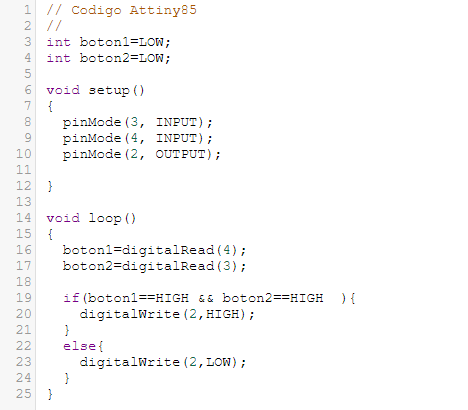 1 // Codigo Attiny85
2 //
3 int boton1=LOW;
4 int boton2=LOW;
5
6 void setup()
7 {
8   pinMode(3, INPUT);
9   pinMode(4, INPUT);
10   pinMode(2, OUTPUT);
11
12 }
13
14 void loop()
15 {
16   boton1=digitalRead(4);
17   boton2=digitalRead(3);
18
19   if(boton1==HIGH && boton2==HIGH  ){
20     digitalWrite(2,HIGH);
21   }
22   else{
23     digitalWrite(2,LOW);
24   }
25 }